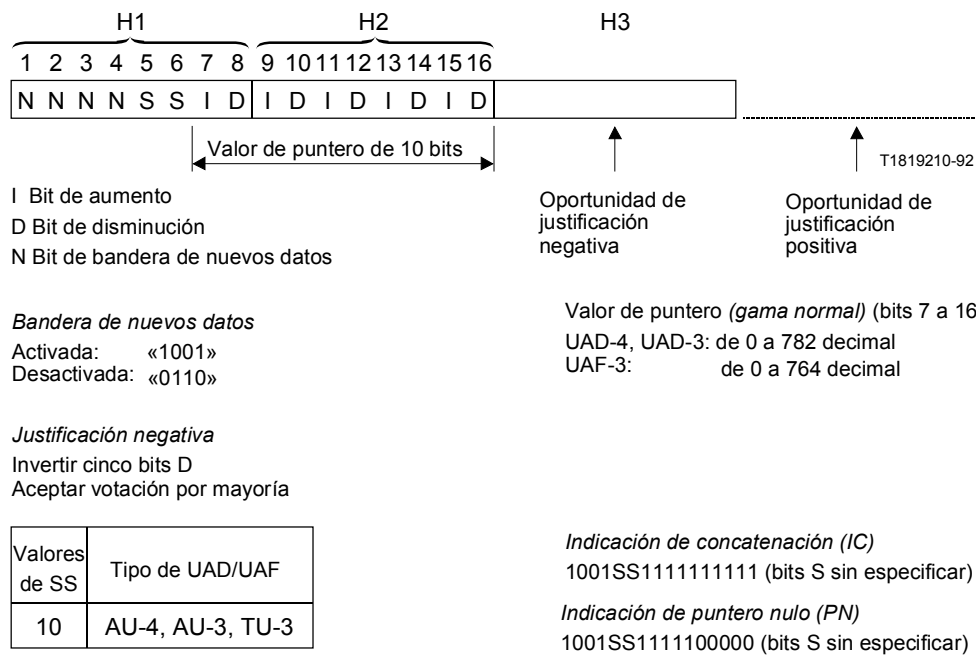 H1 H2 H3
1 2 3 4 5 6 7 8 9 10 11 12 13 14 15 16
N N N N S S I D I D I D I D I D
Valor de puntero de 10 bits
T1819210-92
I Bit de aumento
D Bit de disminución
N Bit de bandera de nuevos datos
Oportunidad de
justificación
negativa
Oportunidad de
justificación
positiva
Bandera de nuevos datos
Activada: «1001»
Desactivada: «0110»
Valor de puntero (gama normal) (bits 7 a 16
UAD-4, UAD-3: de 0 a 782 decimal
UAF-3: de 0 a 764 decimal
Justificación negativa
Invertir cinco bits D
Aceptar votación por mayoría
Valores
de SS
Tipo de UAD/UAF
10 AU-4, AU-3, TU-3
Indicación de concatenación (IC)
1001SS1111111111 (bits S sin especificar)
Indicación de puntero nulo (PN)
1001SS1111100000 (bits S sin especificar)